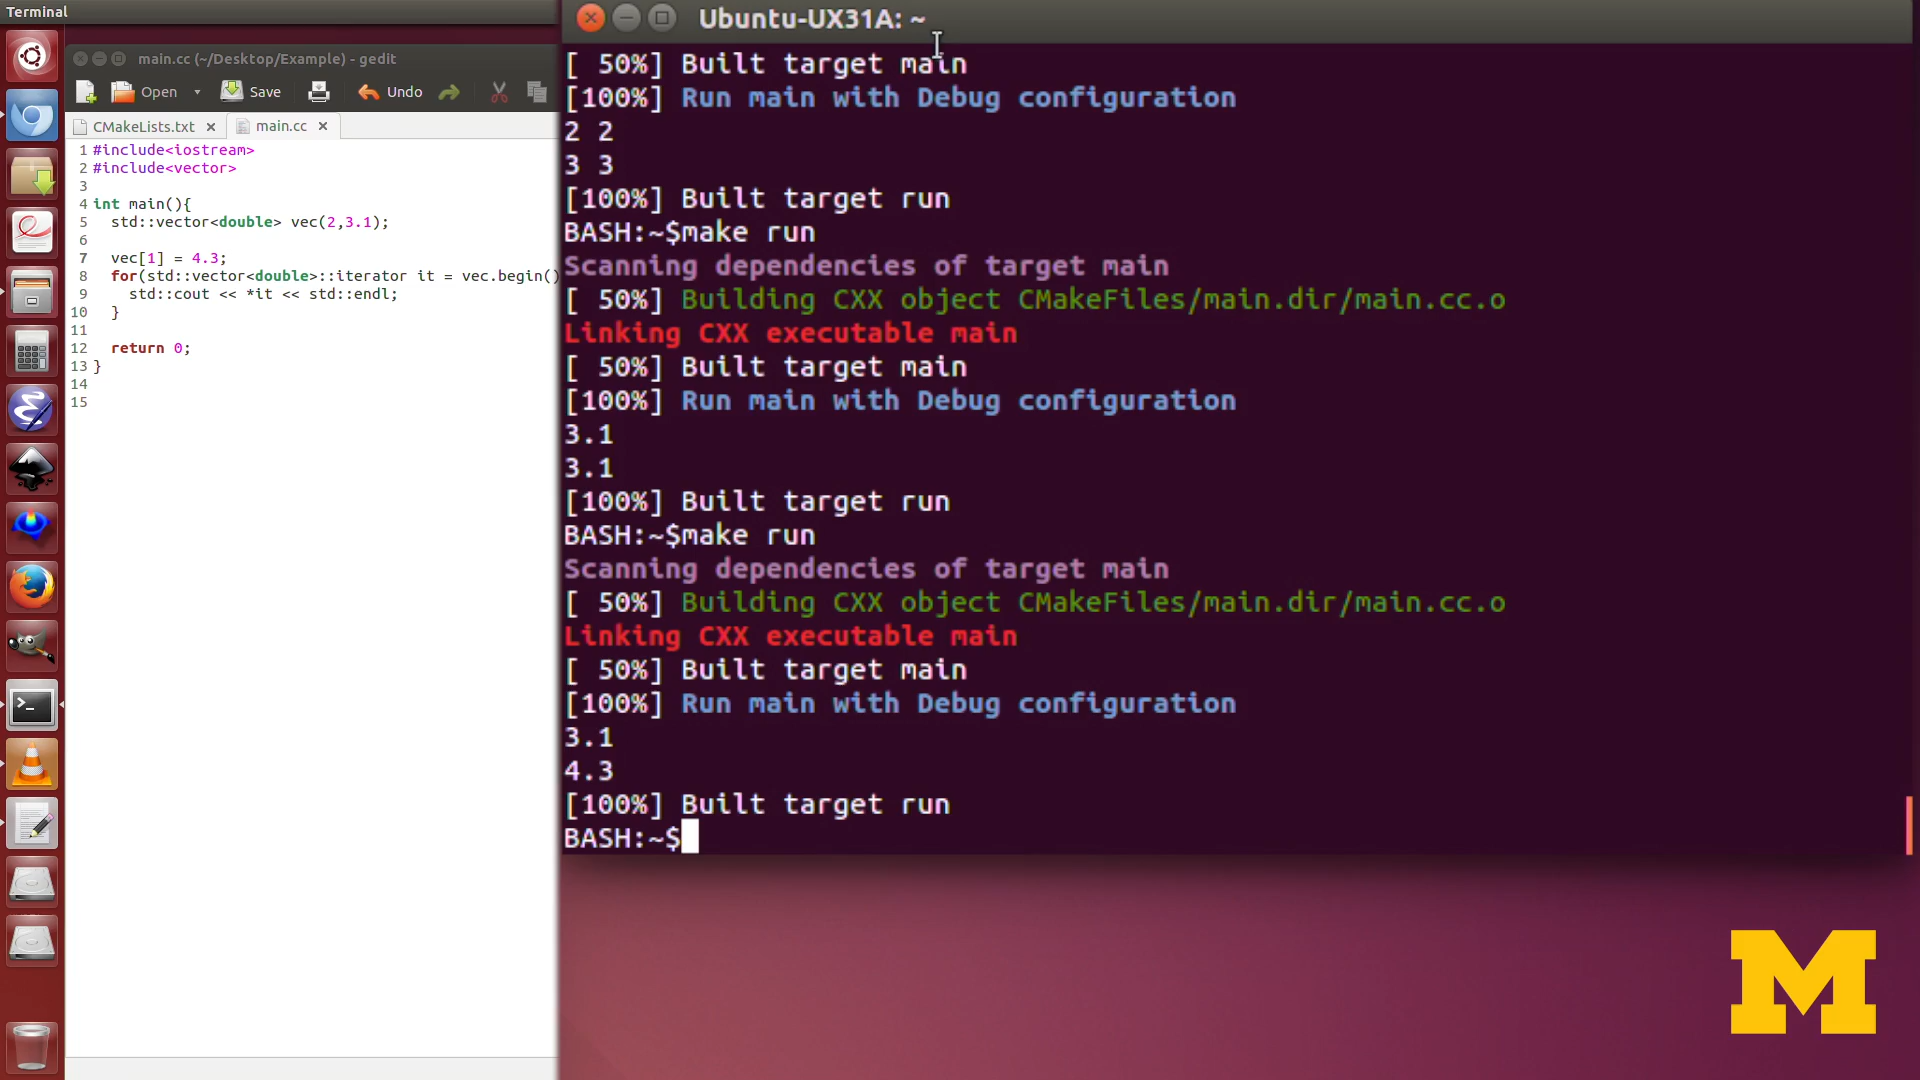 Terminal
main.cc (~/Desktop/Example) - gedit
Open Save Undo
CMakeLists.txt x main.cc x
1 #include<iostream>
2 #include<vector>
3
4 int main(){
5 std::vector<double> vec(2,3.1);
6
7 vec[1] = 4.3;
8 for(std::vector<double>::iterator it = vec.begin()
9 std::cout << *it << std::endl;
10 }
11
12 return 0;
13 }
14
15
Ubuntu-UX31A: ~
[ 50%] Built target main
[100%] Run main with Debug configuration
2 2
3 3
[100%] Built target run
BASH:~$make run
Scanning dependencies of target main
[ 50%] Building CXX object CMakeFiles/main.dir/main.cc.o
Linking CXX executable main
[ 50%] Built target main
[100%] Run main with Debug configuration
3.1
3.1
[100%] Built target run
BASH:~$make run
Scanning dependencies of target main
[ 50%] Building CXX object CMakeFiles/main.dir/main.cc.o
Linking CXX executable main
[ 50%] Built target main
[100%] Run main with Debug configuration
3.1
4.3
[100%] Built target run
BASH:~$
M